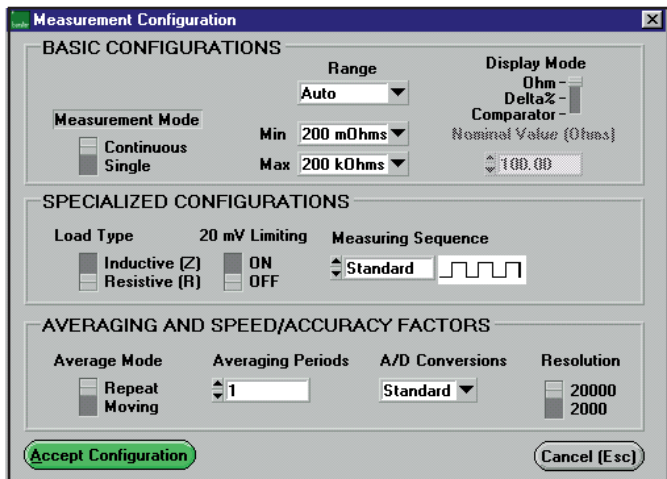 Measurement Configuration
BASIC CONFIGURATIONS
Range
Auto
Display Mode
Ohm
Delta%
Comparator
Measurement Mode
Continuous
Single
Min 200 mOhms
Max 200 kOhms
Nominal Value (Ohms)
100.00
SPECIALIZED CONFIGURATIONS
Load Type
Inductive (Z)
Resistive (R)
20 mV Limiting
ON
OFF
Measuring Sequence
Standard
AVERAGING AND SPEED/ACCURACY FACTORS
Average Mode
Repeat
Moving
Averaging Periods
1
A/D Conversions
Standard
Resolution
20000
2000
Accept Configuration
Cancel (Esc)